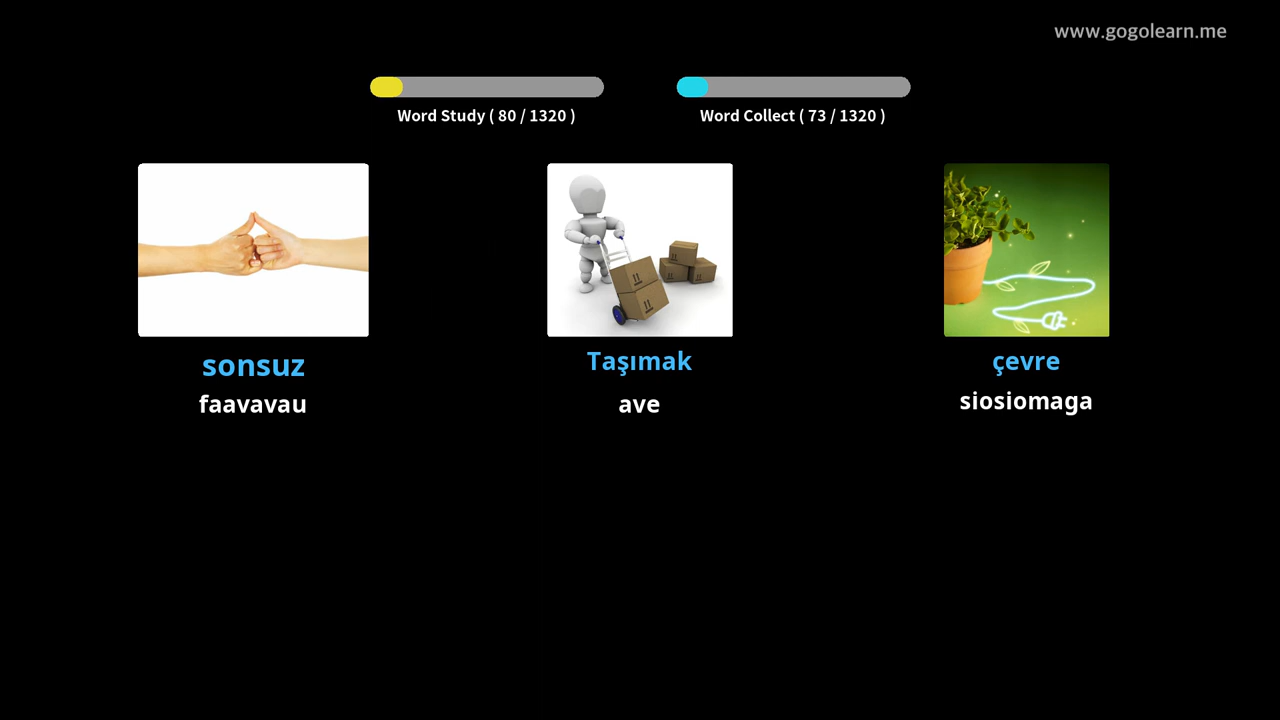 www.gogolearn.me
Word Study ( 80 / 1320 )
Word Collect ( 73 / 1320 )
sonsuz
faavavau
Taşımak
ave
çevre
siosiomaga